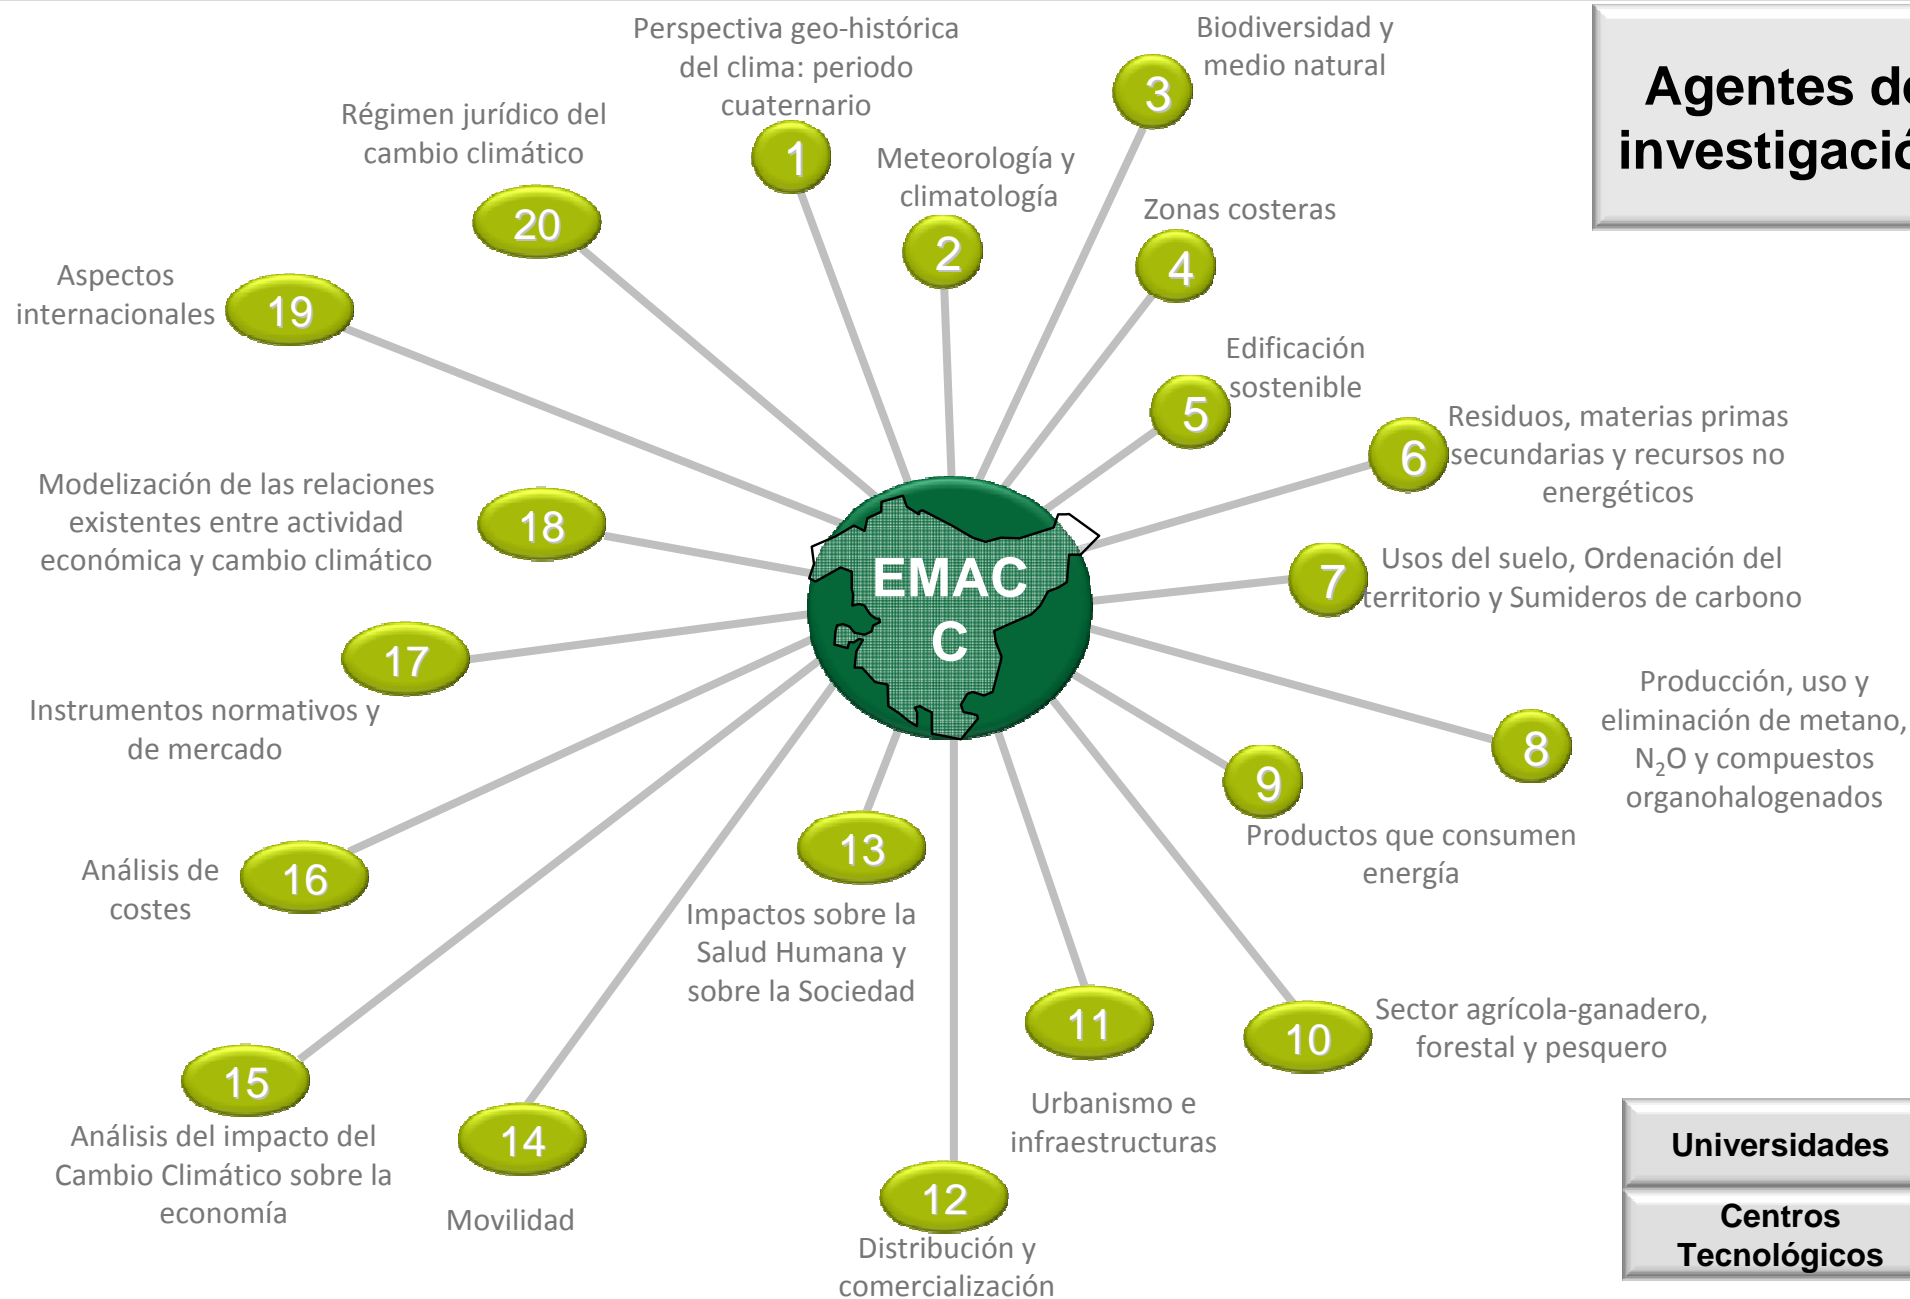 Perspectiva geo-histórica
del clima: periodo
cuaternario
1
Meteorología y
climatología
2
Biodiversidad y
medio natural
3
Zonas costeras
4
Edificación
sostenible
5
Residuos, materias primas
secundarias y recursos no
energéticos
6
Usos del suelo, Ordenación del
territorio y Sumideros de carbono
7
Producción, uso y
eliminación de metano,
N₂O y compuestos
organohalogenados
8
Productos que consumen
energía
9
Sector agrícola-ganadero,
forestal y pesquero
10
Urbanismo e
infraestructuras
11
Distribución y
comercialización
12
Impactos sobre la
Salud Humana y
sobre la Sociedad
13
Movilidad
14
Análisis del impacto del
Cambio Climático sobre la
economía
15
Análisis de
costes
16
Instrumentos normativos y
de mercado
17
Modelización de las relaciones
existentes entre actividad
económica y cambio climático
18
Aspectos
internacionales
19
Régimen jurídico del
cambio climático
20
EMAC
C
Agentes de
investigació
Universidades
Centros
Tecnológicos